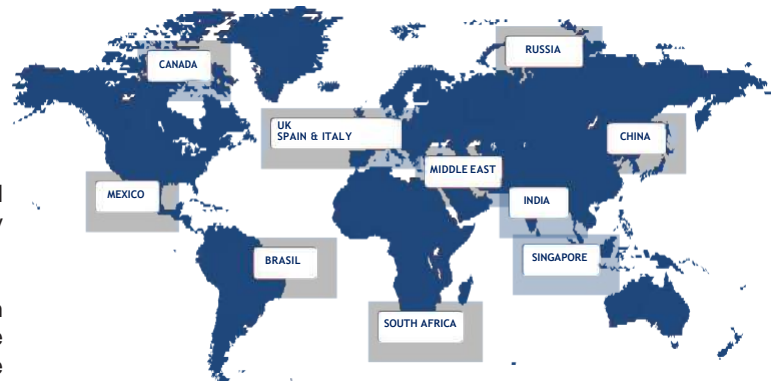 RUSSIA
CANADA
UK
SPAIN & ITALY
CHINA
MIDDLE EAST
MEXICO
INDIA
BRASIL
SINGAPORE
SOUTH AFRICA